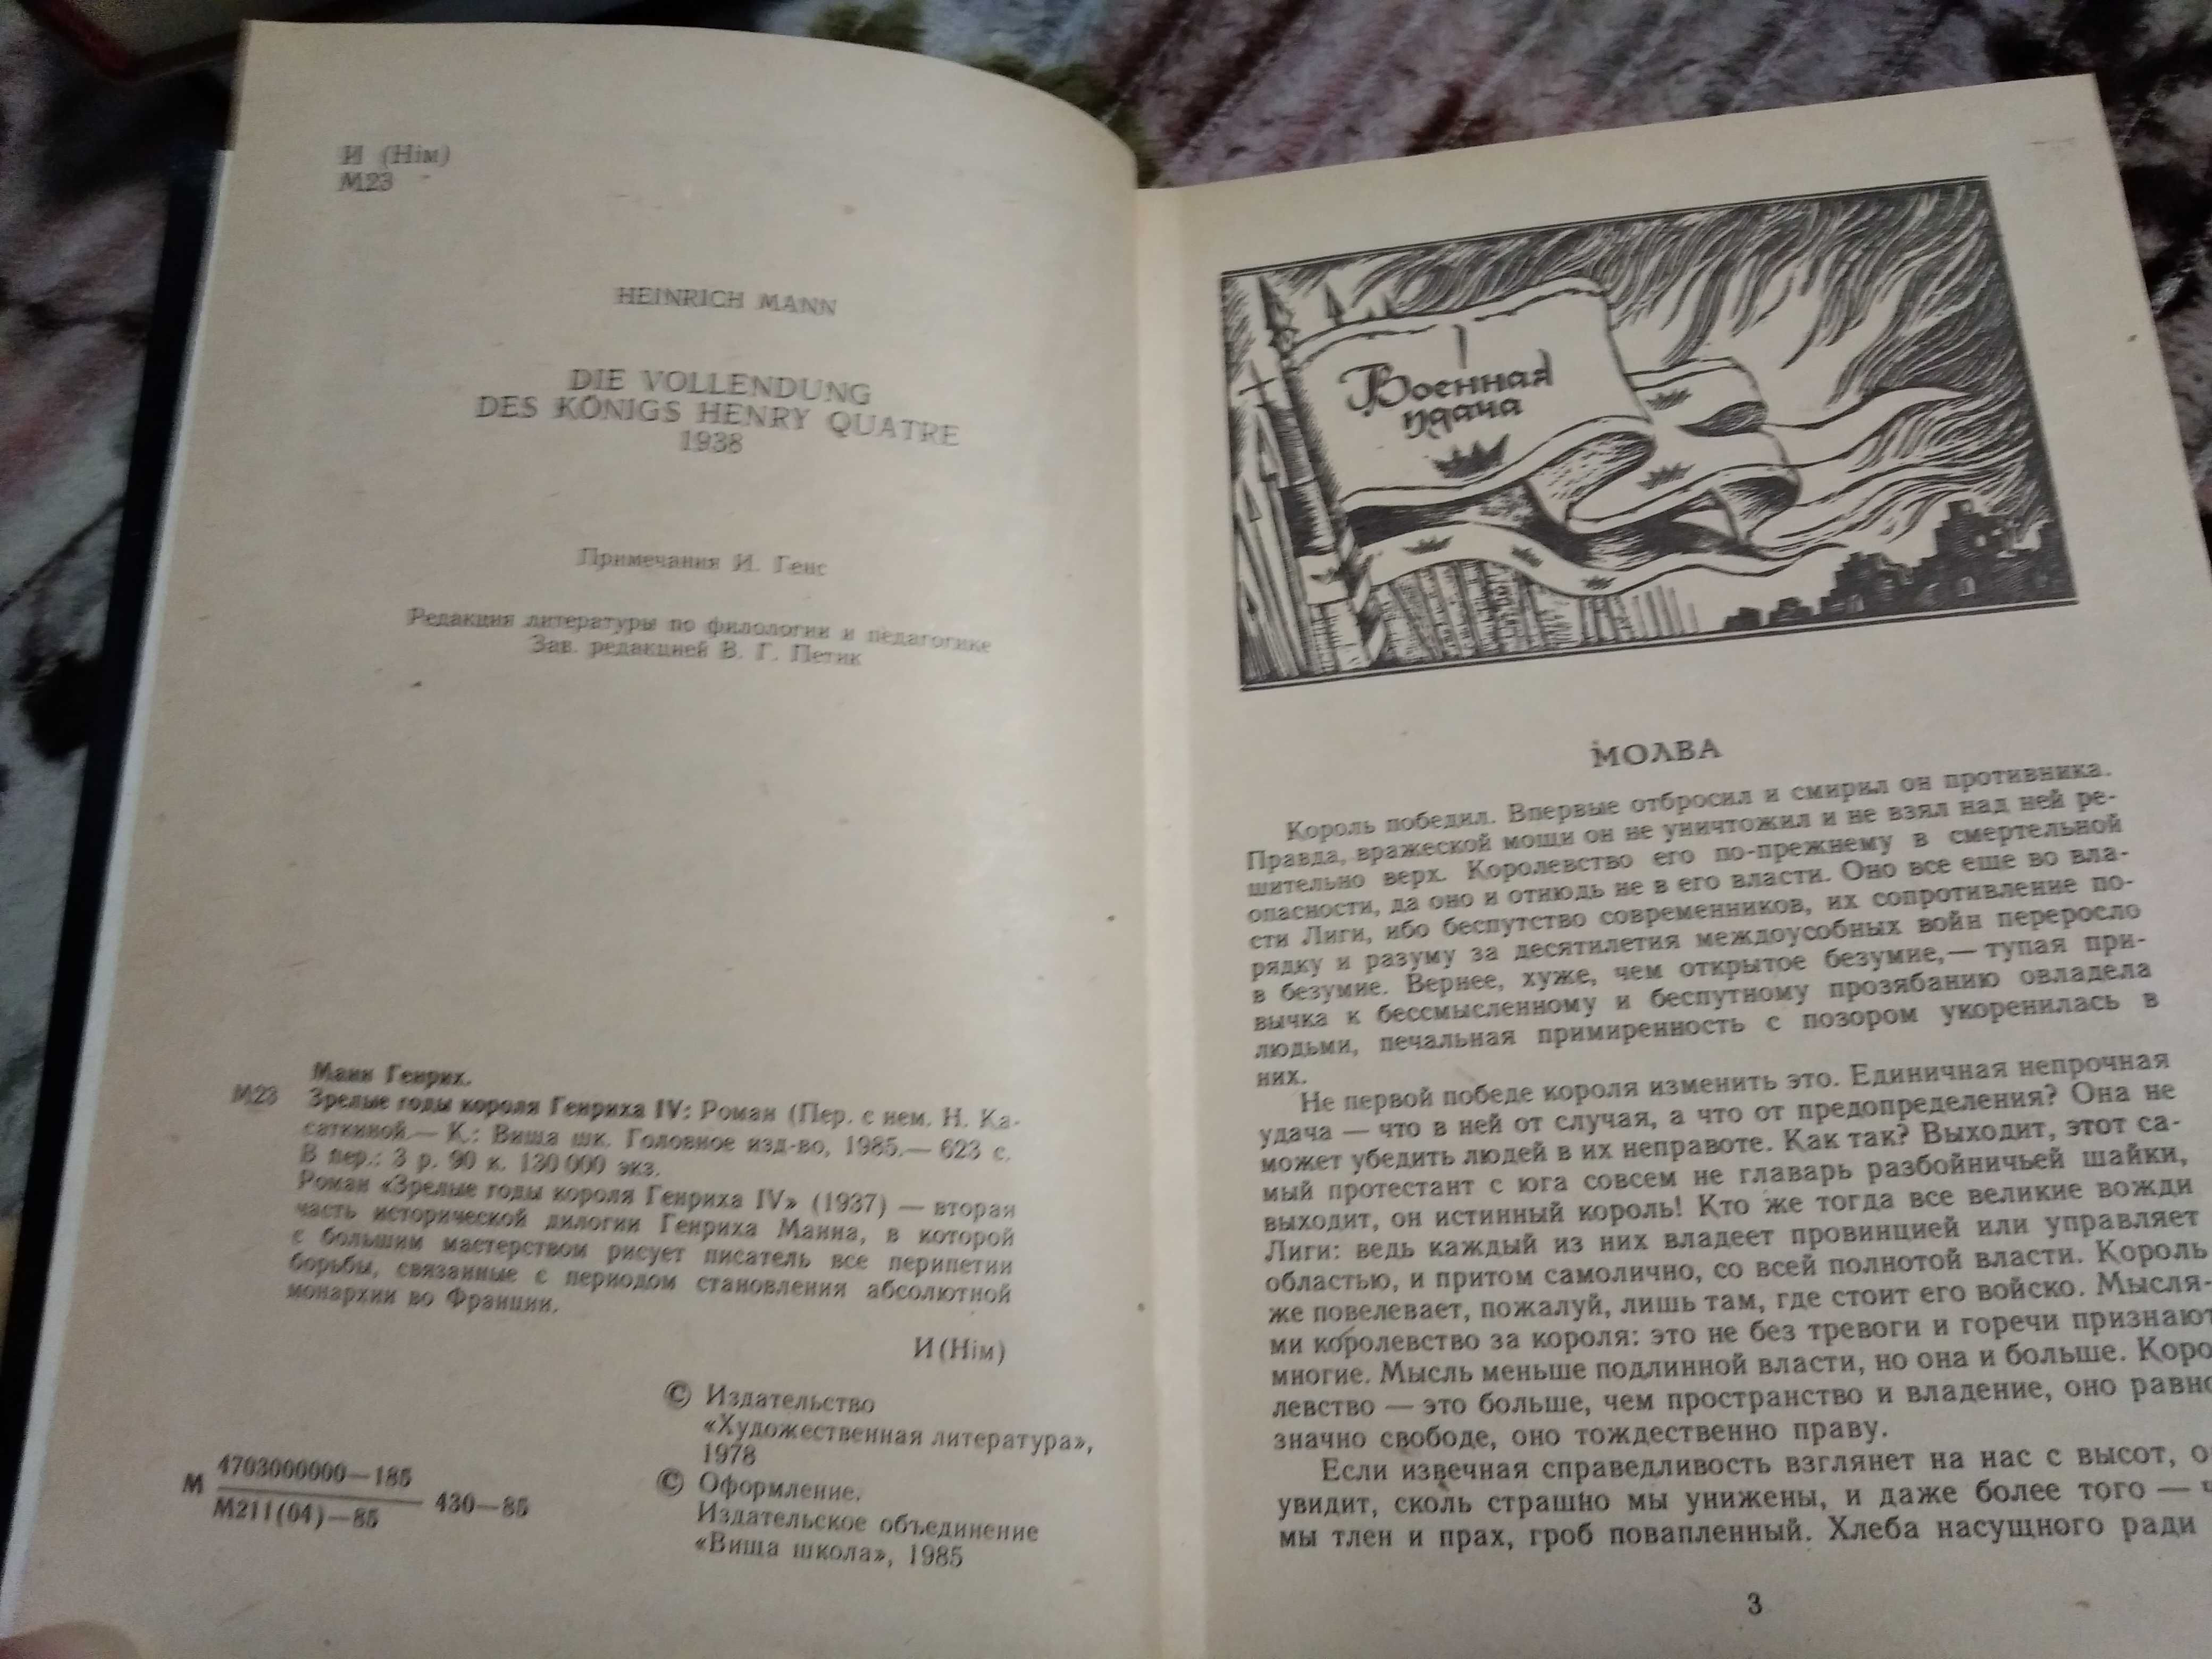 И (Нім)
М23
HEINRICH MANN
DIE VOLLENDUNG
DES KÖNIGS HENRY QUATRE
1938
Примечания И. Генс
Редакция литературы по филологии и педагогике
Зав. редакцией В. Г. Петик
Манн Генрих.
М23 Зрелые годы короля Генриха IV: Роман (Пер. с нем. Н. Ка-
саткиной.— К.: Вища шк. Головное изд-во, 1985.— 623 с.
В пер.: 3 р. 90 к. 130 000 экз.
Роман «Зрелые годы короля Генриха IV» (1937) — вторая
часть исторической дилогии Генриха Манна, в которой
с большим мастерством рисует писатель все перипетии
борьбы, связанные с периодом становления абсолютной
монархии во Франции.
И (Нім)
М 4703000000—185
М211(04)—85 430—85
© Издательство
«Художественная литература»,
1978
© Оформление.
Издательское объединение
«Вища школа», 1985
I
Военная
удача
МОЛВА
Король победил. Впервые отбросил и смирил он противника.
Правда, вражеской мощи он не уничтожил и не взял над ней ре-
шительно верх. Королевство его по-прежнему в смертельной
опасности, да оно и отнюдь не в его власти. Оно все еще во вла-
сти Лиги, ибо беспутство современников, их сопротивление по-
рядку и разуму за десятилетия междоусобных войн переросло
в безумие. Вернее, хуже, чем открытое безумие,— тупая при-
вычка к бессмысленному и беспутному прозябанию овладела
людьми, печальная примиренность с позором укоренилась в
них.
Не первой победе короля изменить это. Единичная непрочная
удача — что в ней от случая, а что от предопределения? Она не
может убедить людей в их неправоте. Как так? Выходит, этот са-
мый протестант с юга совсем не главарь разбойничьей шайки,
выходит, он истинный король! Кто же тогда все великие вожди
Лиги: ведь каждый из них владеет провинцией или управляет
областью, и притом самолично, со всей полнотой власти. Король
же повелевает, пожалуй, лишь там, где стоит его войско. Мысля-
ми королевство за короля: это не без тревоги и горечи признают
многие. Мысль меньше подлинной власти, но она и больше. Коро
левство — это больше, чем пространство и владение, оно равно
значно свободе, оно тождественно праву.
Если извечная справедливость взглянет на нас с высот, о
увидит, сколь страшно мы унижены, и даже более того — ч
мы тлен и прах, гроб повапленный. Хлеба насущного ради
3